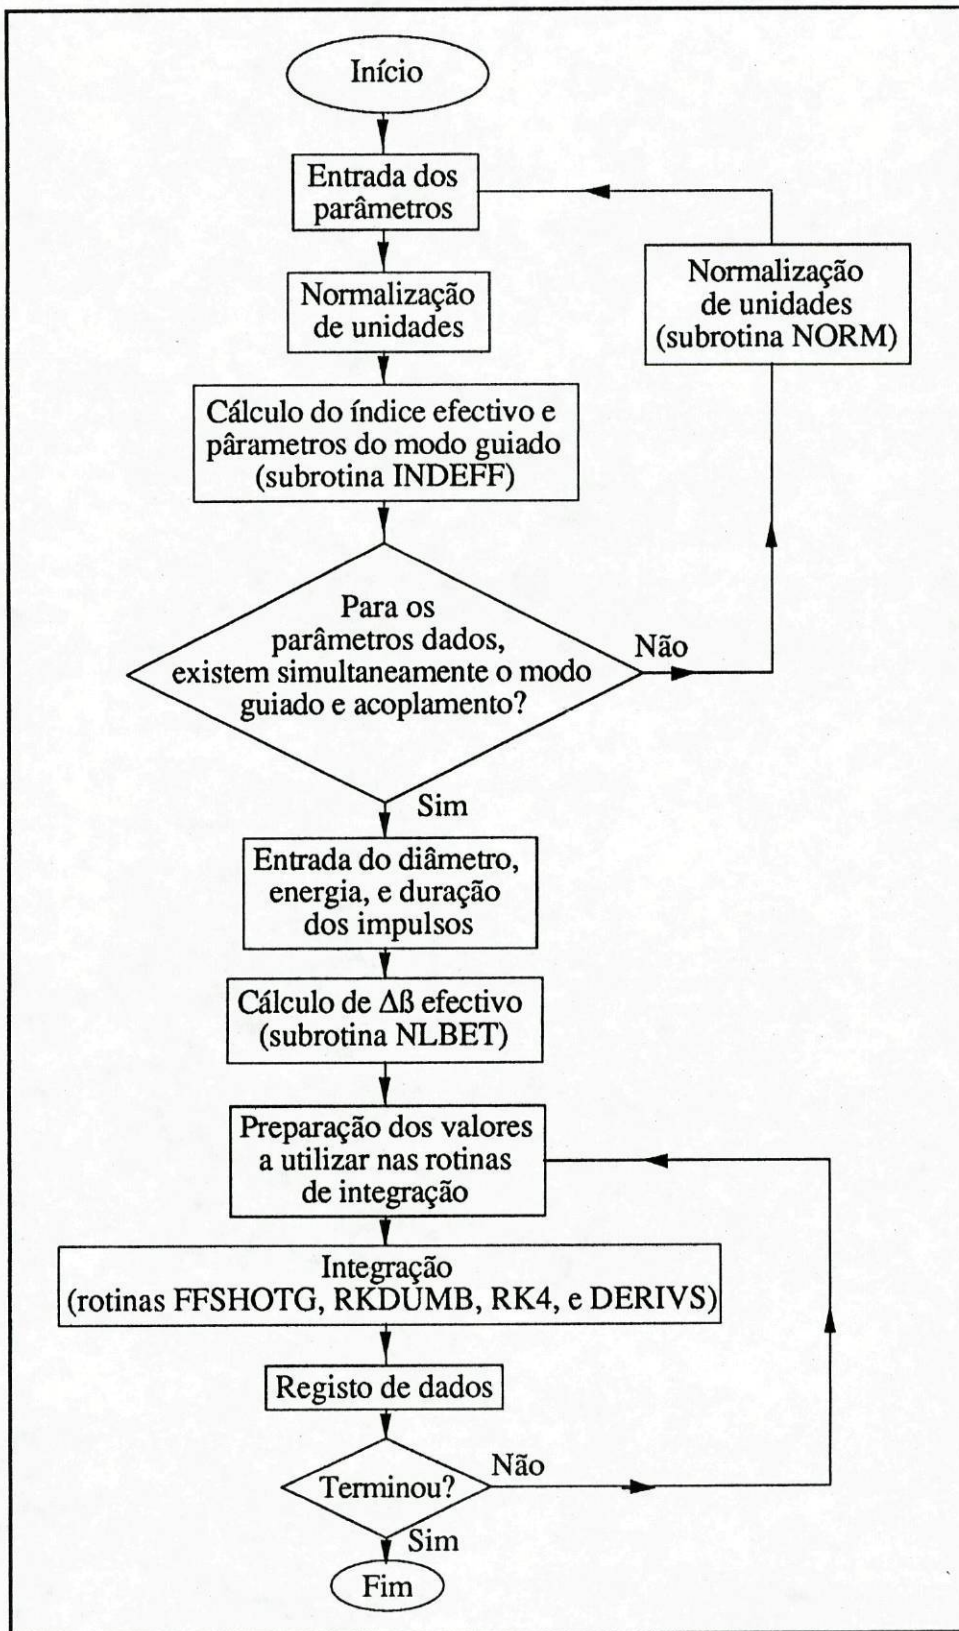 Início
Entrada dos
parâmetros
Normalização
de unidades
Normalização
de unidades
(subrotina NORM)
Cálculo do índice efectivo e
pârametros do modo guiado
(subrotina INDEFF)
Para os
parâmetros dados,
existem simultaneamente o modo
guiado e acoplamento?
Não
Sim
Entrada do diâmetro,
energia, e duração
dos impulsos
Cálculo de Δß efectivo
(subrotina NLBET)
Preparação dos valores
a utilizar nas rotinas
de integração
Integração
(rotinas FFSHOTG, RKDUMB, RK4, e DERIVS)
Registo de dados
Terminou?
Não
Sim
Fim